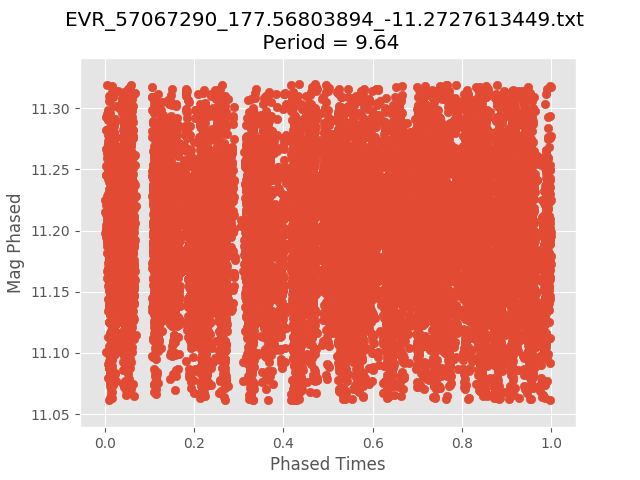 EVR_57067290_177.56803894_-11.2727613449.txt
Period = 9.64
11.30
11.25
11.20
11.15
11.10
11.05
Mag Phased
0.0 0.2 0.4 0.6 0.8 1.0
Phased Times